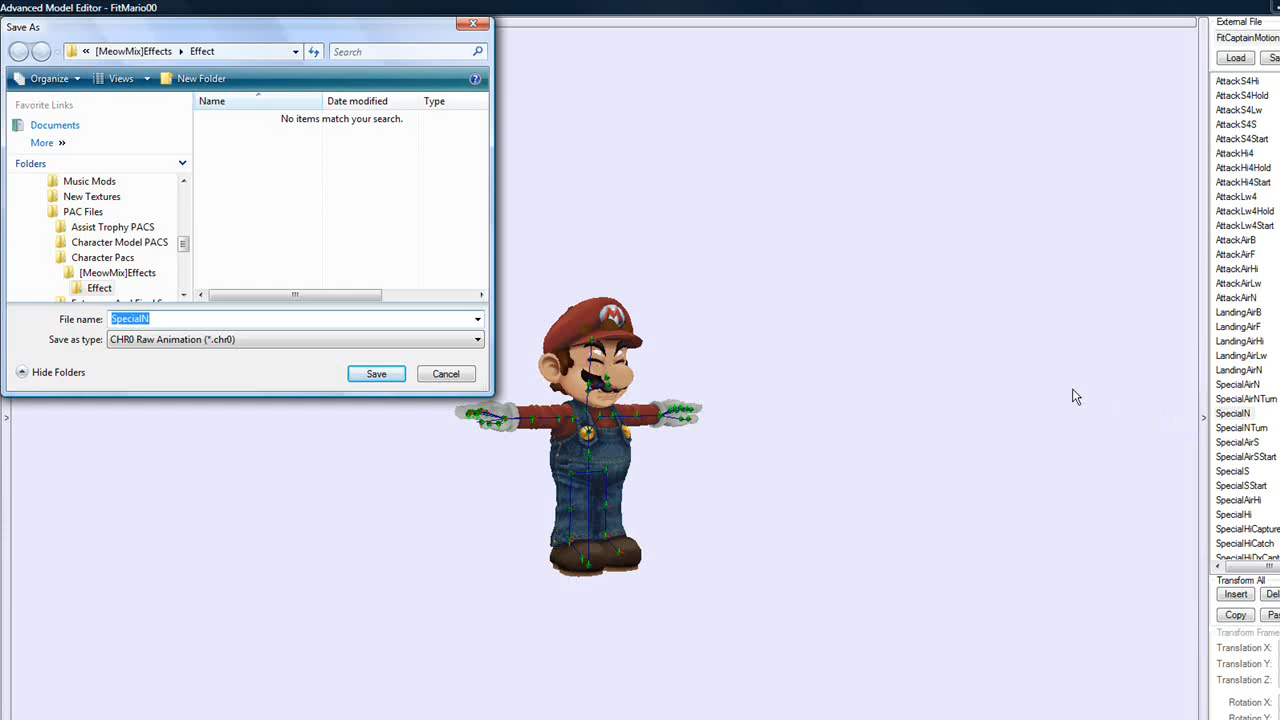 Advanced Model Editor - FitMario00
Save As
« [MeowMix]Effects Effect
Search
Organize Views New Folder
Favorite Links
Documents
More »
Folders
Music Mods
New Textures
PAC Files
Assist Trophy PACS
Character Model PACS
Character Pacs
[MeowMix]Effects
Effect
Name Date modified Type
No items match your search.
File name: SpecialN
Save as type: CHR0 Raw Animation (*.chr0)
Hide Folders
Save Cancel
M
External File
FitCaptainMotion
Load Sa
AttackS4Hi
AttackS4Hold
AttackS4Lw
AttackS4S
AttackS4Start
AttackHi4
AttackHi4Hold
AttackHi4Start
AttackLw4
AttackLw4Hold
AttackLw4Start
AttackAirB
AttackAirF
AttackAirHi
AttackAirLw
AttackAirN
LandingAirB
LandingAirF
LandingAirHi
LandingAirLw
LandingAirN
SpecialAirN
SpecialAirNTurn
SpecialN
SpecialNTurn
SpecialAirS
SpecialAirSStart
SpecialS
SpecialSStart
SpecialAirHi
SpecialHi
SpecialHiCapture
SpecialHiCatch
SpecialHiDxCapt
Transform All
Insert Del
Copy Pa
Transform Frame
Translation X:
Translation Y:
Translation Z:
Rotation X:
Rotation Y: